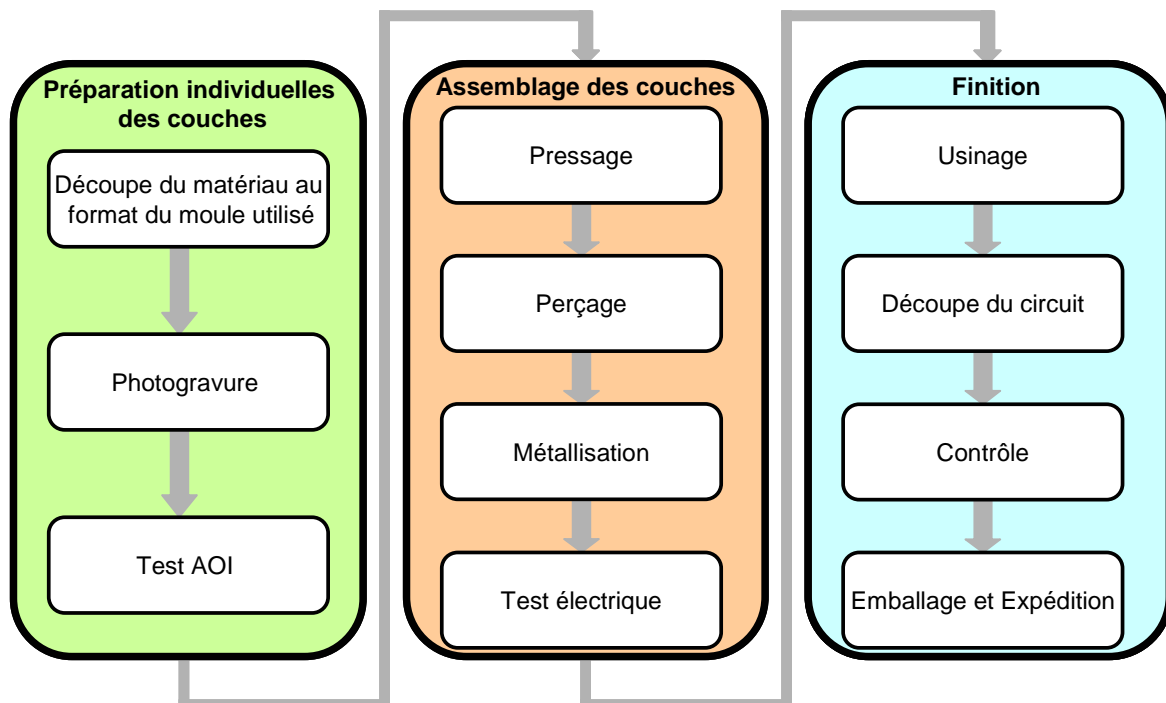 Préparation individuelles
des couches
Découpe du matériau au
format du moule utilisé
Photogravure
Test AOI
Assemblage des couches
Pressage
Perçage
Métallisation
Test électrique
Finition
Usinage
Découpe du circuit
Contrôle
Emballage et Expédition